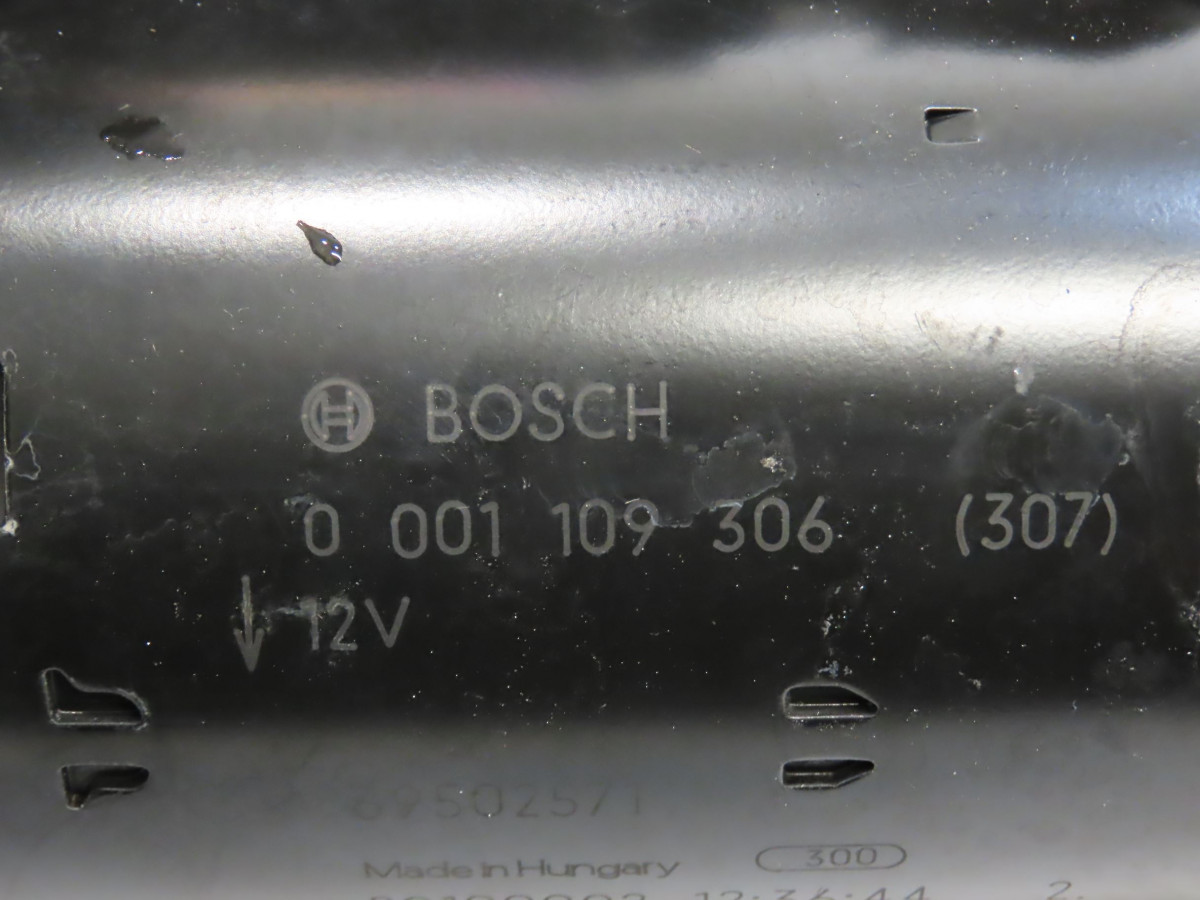 BOSCH
0 001 109 306 (307)
12V
Made in Hungary 300